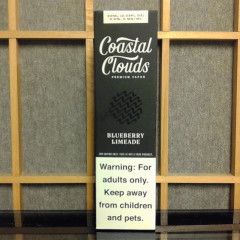 Coastal
Clouds
PREMIUM VAPOR
BLUEBERRY
LIMEADE
Warning: For
adults only.
Keep away
from children
and pets.